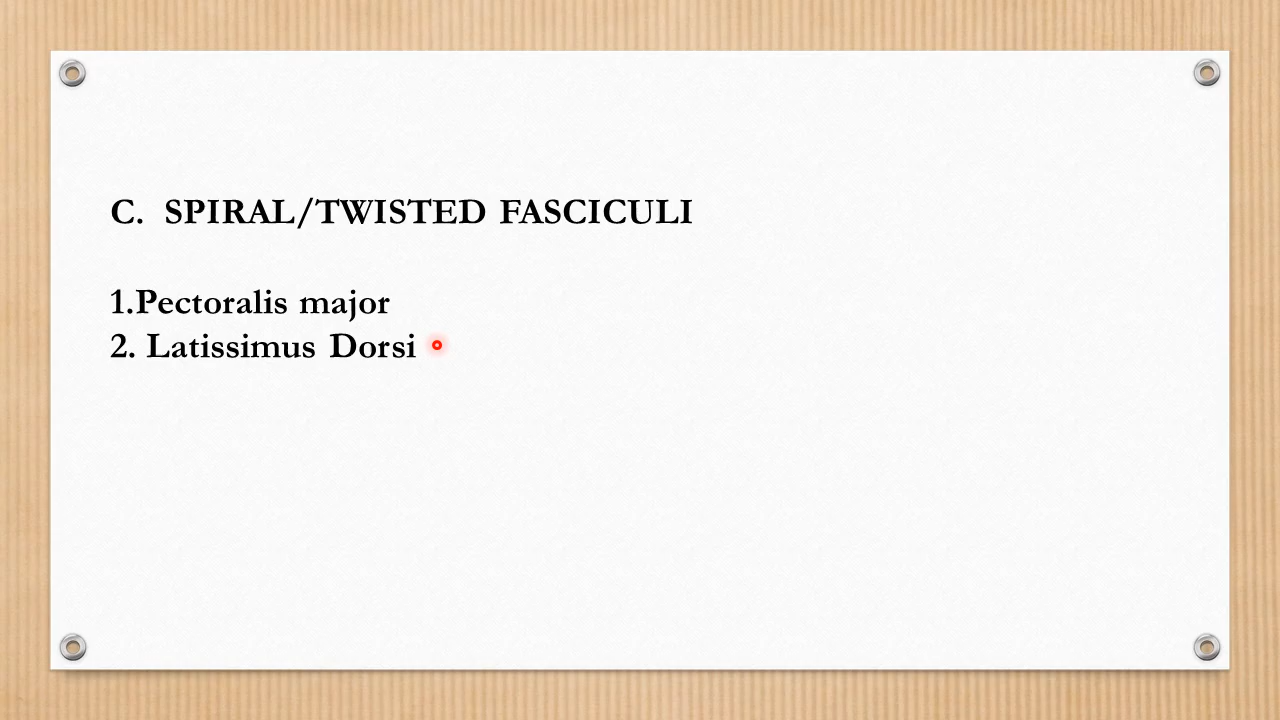 C. SPIRAL/TWISTED FASCICULI
1.Pectoralis major
2. Latissimus Dorsi